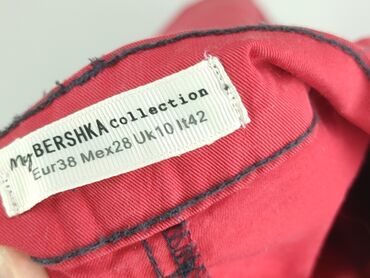 my BERSHKA collection
Eur38 Mex28 Uk10 It42